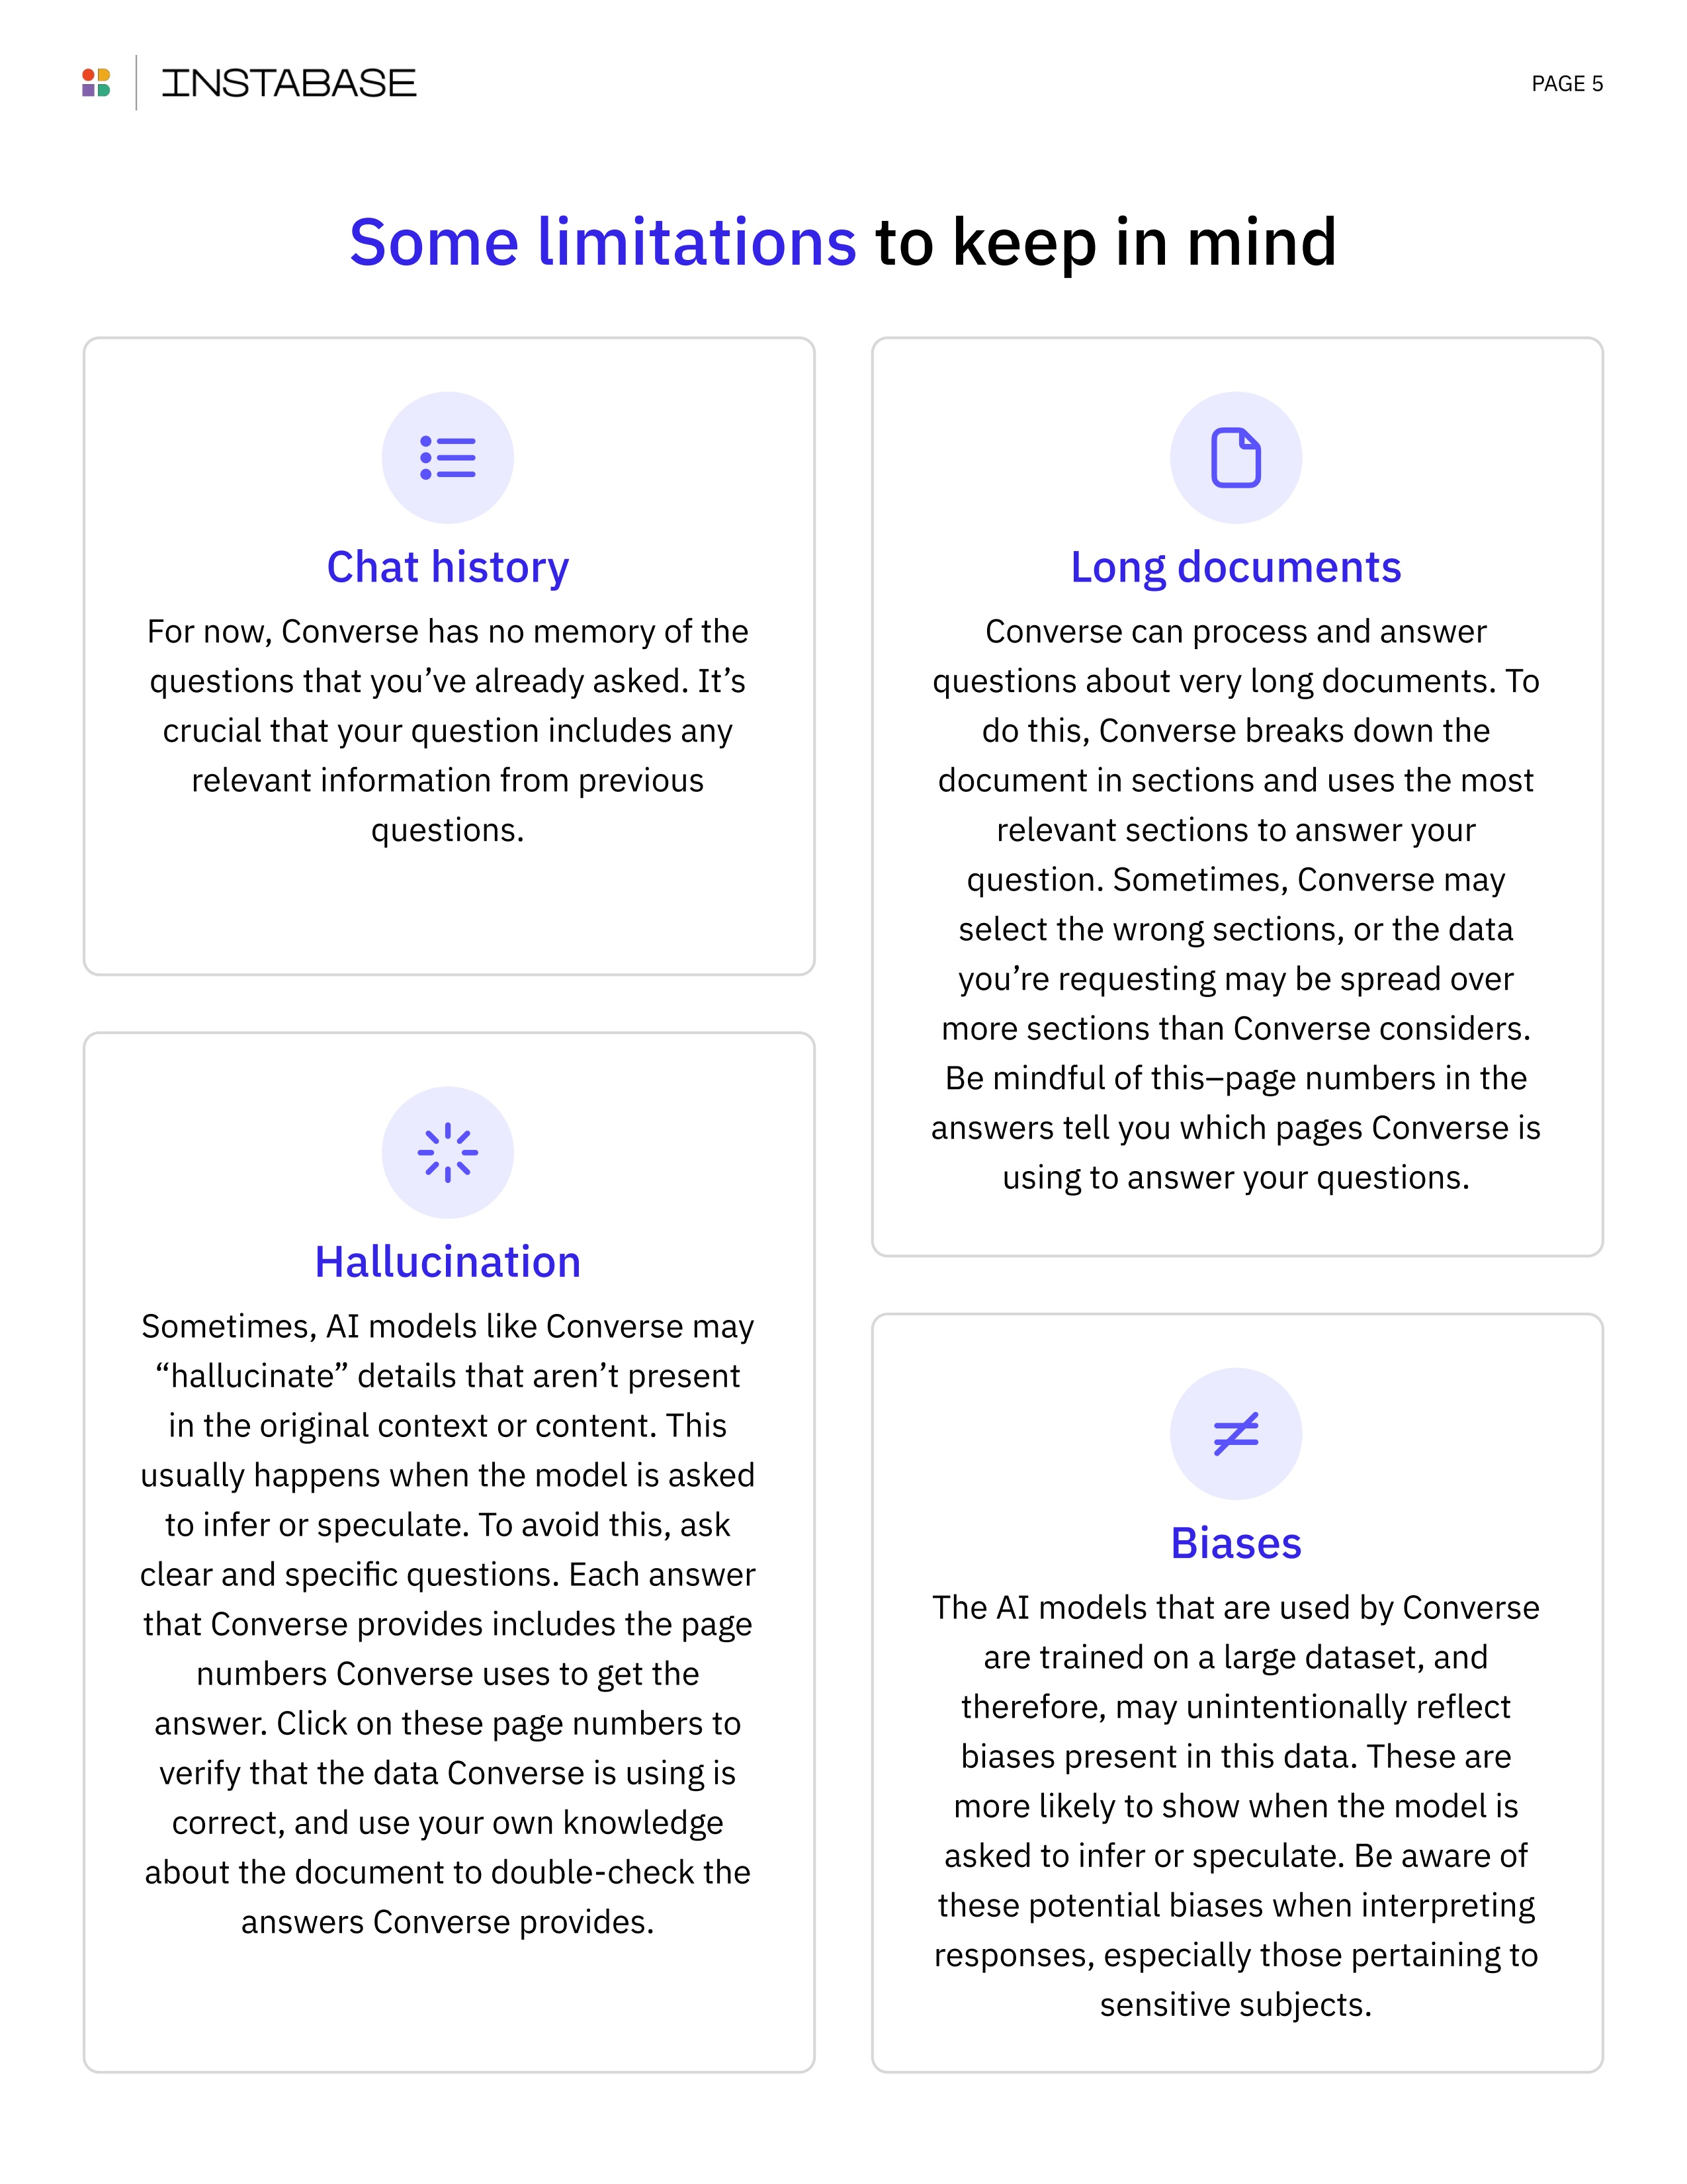 INSTABASE
PAGE 5
Some limitations to keep in mind
Chat history
For now, Converse has no memory of the
questions that you’ve already asked. It’s
crucial that your question includes any
relevant information from previous
questions.
Long documents
Converse can process and answer
questions about very long documents. To
do this, Converse breaks down the
document in sections and uses the most
relevant sections to answer your
question. Sometimes, Converse may
select the wrong sections, or the data
you’re requesting may be spread over
more sections than Converse considers.
Be mindful of this–page numbers in the
answers tell you which pages Converse is
using to answer your questions.
Hallucination
Sometimes, AI models like Converse may
“hallucinate” details that aren’t present
in the original context or content. This
usually happens when the model is asked
to infer or speculate. To avoid this, ask
clear and specific questions. Each answer
that Converse provides includes the page
numbers Converse uses to get the
answer. Click on these page numbers to
verify that the data Converse is using is
correct, and use your own knowledge
about the document to double-check the
answers Converse provides.
Biases
The AI models that are used by Converse
are trained on a large dataset, and
therefore, may unintentionally reflect
biases present in this data. These are
more likely to show when the model is
asked to infer or speculate. Be aware of
these potential biases when interpreting
responses, especially those pertaining to
sensitive subjects.